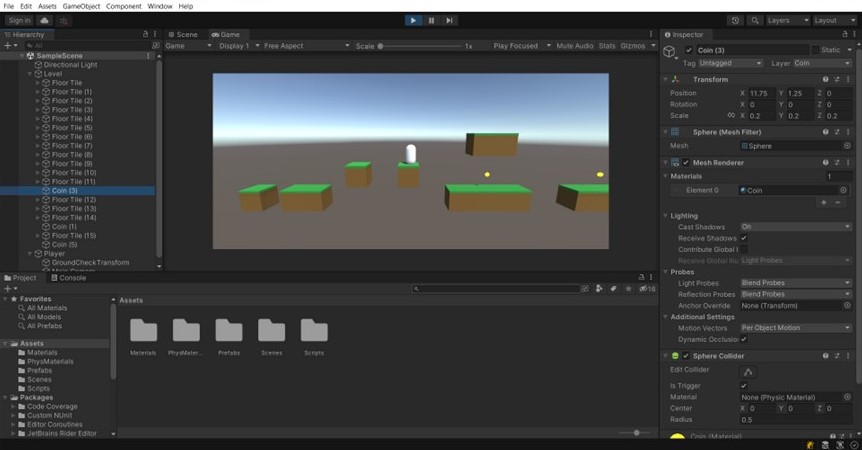 File Edit Assets GameObject Component Window Help
Sign in
Layers
Layout
Hierarchy
All
SampleScene
Directional Light
Level
Floor Tile
Floor Tile (1)
Floor Tile (2)
Floor Tile (3)
Floor Tile (4)
Floor Tile (5)
Floor Tile (6)
Floor Tile (7)
Floor Tile (8)
Floor Tile (9)
Floor Tile (10)
Floor Tile (11)
Coin (3)
Floor Tile (12)
Floor Tile (13)
Floor Tile (14)
Coin (1)
Floor Tile (15)
Coin (5)
Player
GroundCheckTransform
Main Camera
Scene Game
Game Display 1 Free Aspect Scale 1x Play Focused Mute Audio Stats Gizmos
Project Console
16
Favorites
All Materials
All Models
All Prefabs
Assets
Materials
PhysMaterials
Prefabs
Scenes
Scripts
Packages
Code Coverage
Custom NUnit
Editor Coroutines
JetBrains Rider Editor
Assets
Materials PhysMater... Prefabs Scenes Scripts
Inspector
Coin (3) Static
Tag Untagged Layer Coin
Transform
Position X 11.75 Y 1.25 Z 0
Rotation X 0 Y 0 Z 0
Scale X 0.2 Y 0.2 Z 0.2
Sphere (Mesh Filter)
Mesh Sphere
Mesh Renderer
Materials 1
Element 0 Coin
Lighting
Cast Shadows On
Receive Shadows
Contribute Global I
Receive Global Illu Light Probes
Probes
Light Probes Blend Probes
Reflection Probes Blend Probes
Anchor Override None (Transform)
Additional Settings
Motion Vectors Per Object Motion
Dynamic Occlusion
Sphere Collider
Edit Collider
Is Trigger
Material None (Physic Material)
Center X 0 Y 0 Z 0
Radius 0.5
Coin (Material)